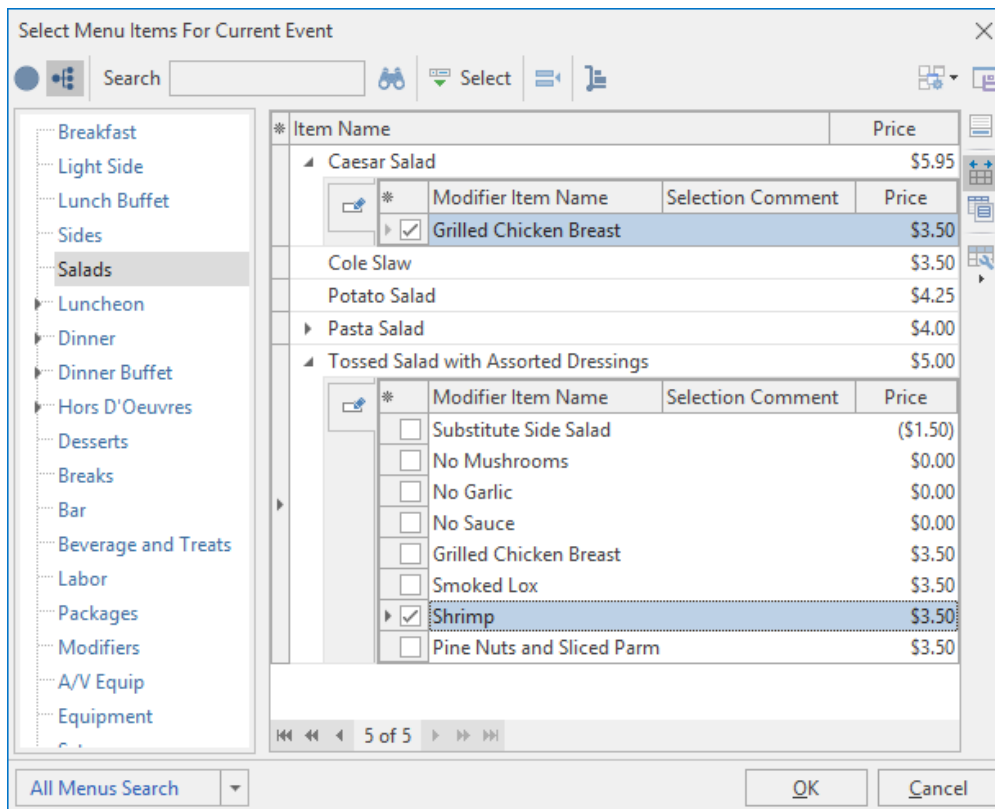 Select Menu Items For Current Event
Search
Select
Breakfast
Light Side
Lunch Buffet
Sides
Salads
Luncheon
Dinner
Dinner Buffet
Hors D'Oeuvres
Desserts
Breaks
Bar
Beverage and Treats
Labor
Packages
Modifiers
A/V Equip
Equipment
Item Name Price
Caesar Salad $5.95
Modifier Item Name Selection Comment Price
Grilled Chicken Breast $3.50
Cole Slaw $3.50
Potato Salad $4.25
Pasta Salad $4.00
Tossed Salad with Assorted Dressings $5.00
Modifier Item Name Selection Comment Price
Substitute Side Salad ($1.50)
No Mushrooms $0.00
No Garlic $0.00
No Sauce $0.00
Grilled Chicken Breast $3.50
Smoked Lox $3.50
Shrimp $3.50
Pine Nuts and Sliced Parm $3.50
5 of 5
All Menus Search
OK
Cancel